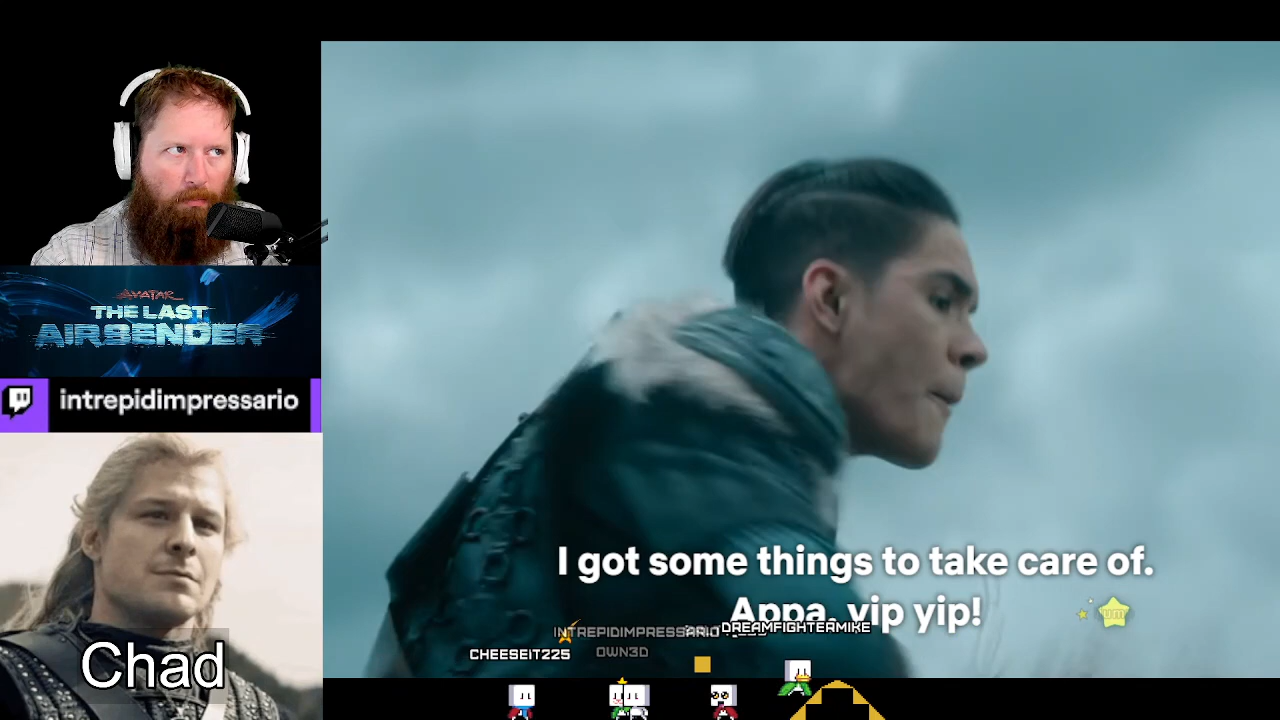 AVATAR
THE LAST
AIRBENDER
intrepidimpressario
Chad
I got some things to take care of.
Appa, yip yip!
INTREPIDIMPRESSARIO
DREAMFIGHTERMIKE
CHEESEIT225
OWN3D